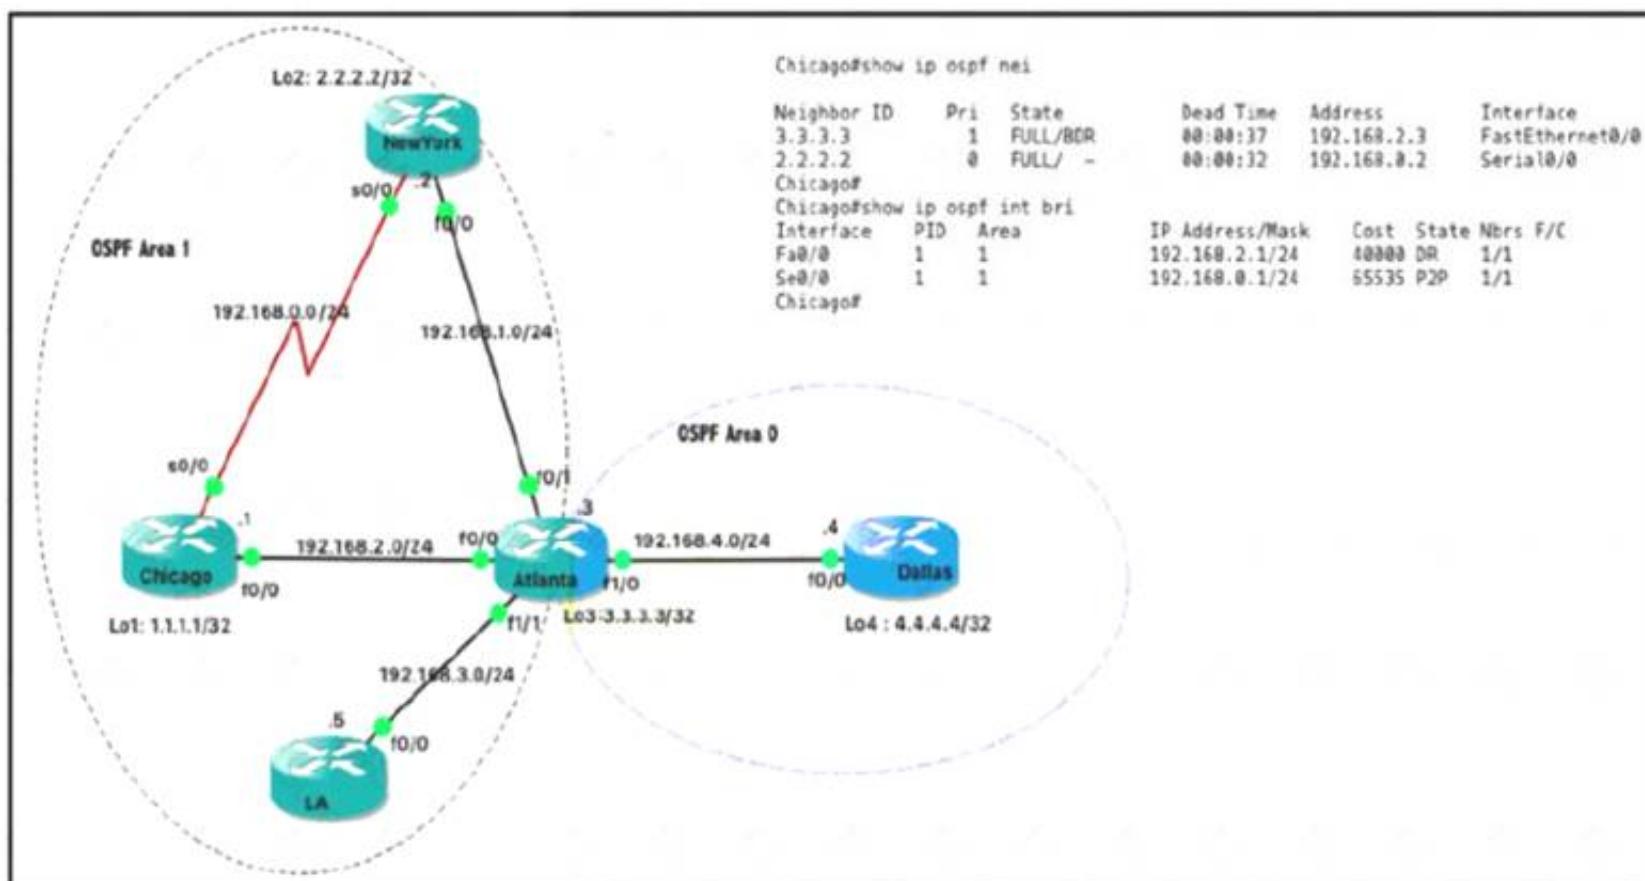 Chicago#show ip ospf nei
Neighbor ID Pri State Dead Time Address Interface
3.3.3.3 1 FULL/BDR 00:00:37 192.168.2.3 FastEthernet0/0
2.2.2.2 0 FULL/ - 00:00:32 192.168.0.2 Serial0/0
Chicago#
Chicago#show ip ospf int bri
Interface PID Area IP Address/Mask Cost State Nbrs F/C
Fa0/0 1 1 192.168.2.1/24 40000 DR 1/1
Se0/0 1 1 192.168.0.1/24 65535 P2P 1/1
Chicago#
Lo2: 2.2.2.2/32
NewYork
.2
s0/0
f0/0
OSPF Area 1
192.168.0.0/24
192.168.1.0/24
OSPF Area 0
s0/0
f0/1
.1
.3
.4
192.168.2.0/24
f0/0
192.168.4.0/24
Chicago
f0/0
Atlanta
f1/0
f0/0
Dallas
Lo1: 1.1.1.1/32
f1/1
Lo3:3.3.3.3/32
Lo4 : 4.4.4.4/32
192.168.3.0/24
.5
f0/0
LA